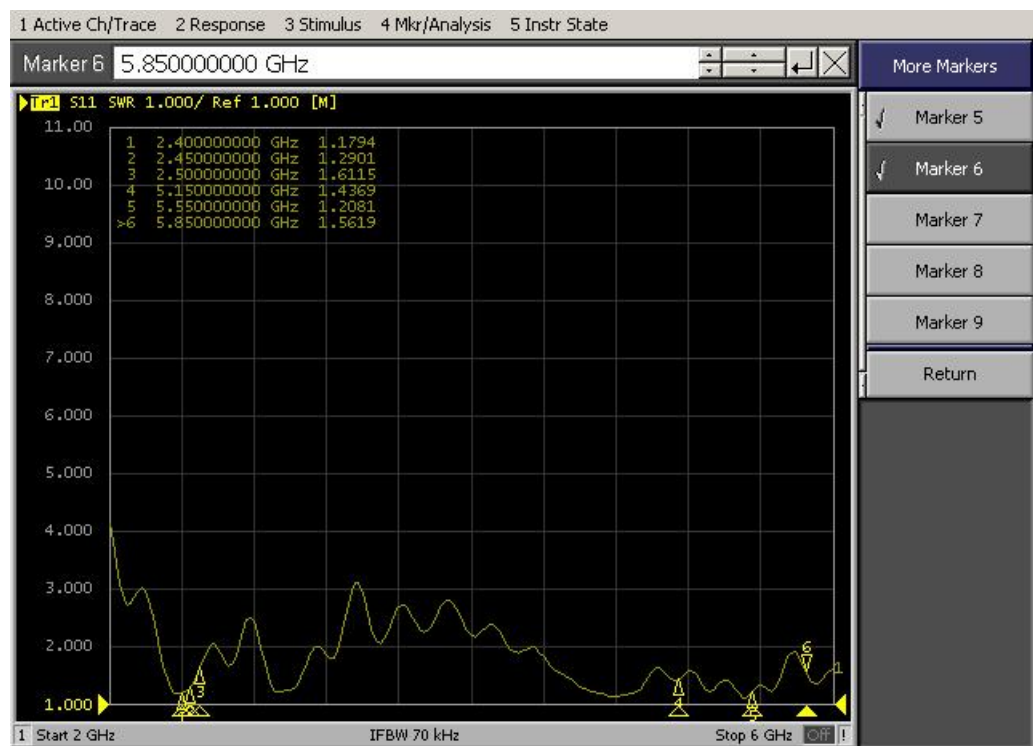 1 Active Ch/Trace 2 Response 3 Stimulus 4 Mkr/Analysis 5 Instr State
Marker 6 5.850000000 GHz
More Markers
Marker 5
Marker 6
Marker 7
Marker 8
Marker 9
Return
Tr1 S11 SWR 1.000/ Ref 1.000 [M]
11.00
1 2.400000000 GHz 1.1794
2 2.450000000 GHz 1.2901
3 2.500000000 GHz 1.6115
4 5.150000000 GHz 1.4369
5 5.550000000 GHz 1.2081
>6 5.850000000 GHz 1.5619
10.00
9.000
8.000
7.000
6.000
5.000
4.000
3.000
2.000
1.000
3
4
6
1
1 Start 2 GHz IFBW 70 kHz Stop 6 GHz Off !